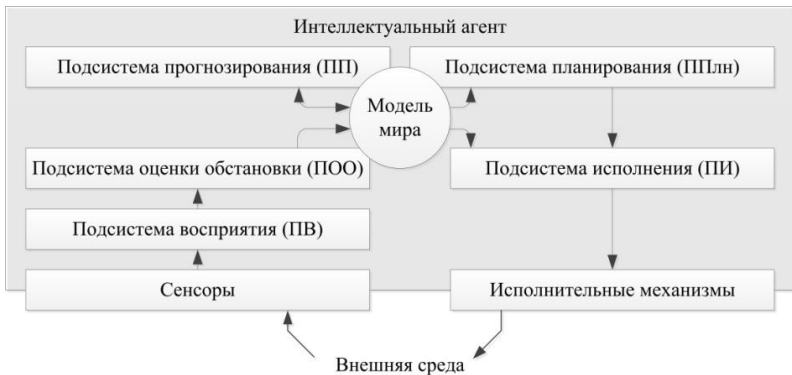 Интеллектуальный агент
Подсистема прогнозирования (ПП)
Подсистема планирования (ППлн)
Модель
мира
Подсистема оценки обстановки (ПОО)
Подсистема исполнения (ПИ)
Подсистема восприятия (ПВ)
Сенсоры
Исполнительные механизмы
Внешняя среда